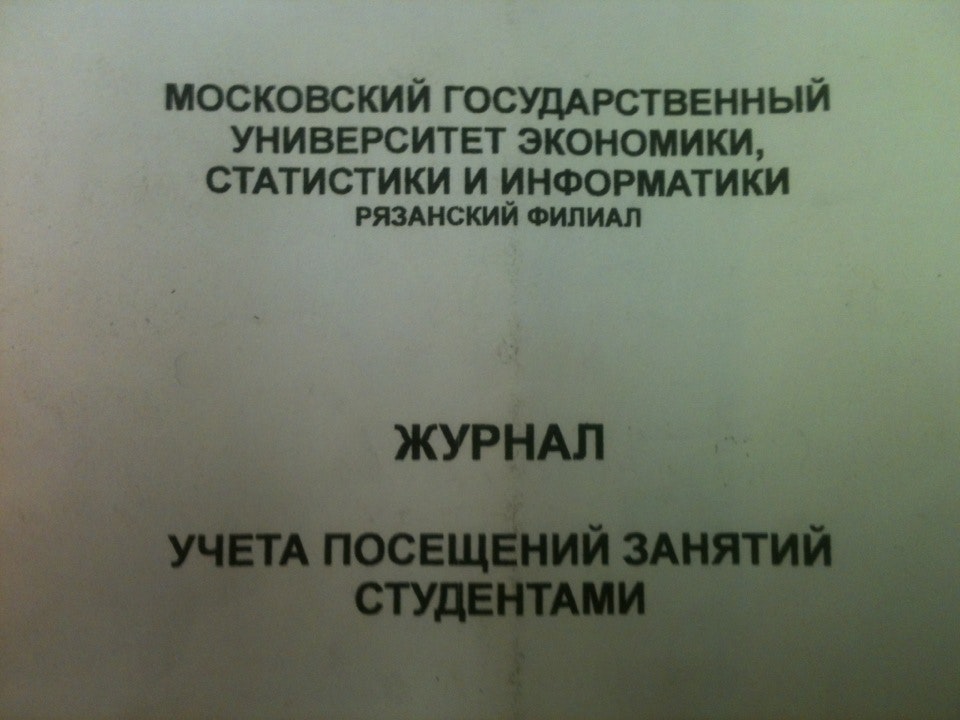 МОСКОВСКИЙ ГОСУДАРСТВЕННЫЙ
УНИВЕРСИТЕТ ЭКОНОМИКИ,
СТАТИСТИКИ И ИНФОРМАТИКИ
РЯЗАНСКИЙ ФИЛИАЛ
ЖУРНАЛ
УЧЕТА ПОСЕЩЕНИЙ ЗАНЯТИЙ
СТУДЕНТАМИ